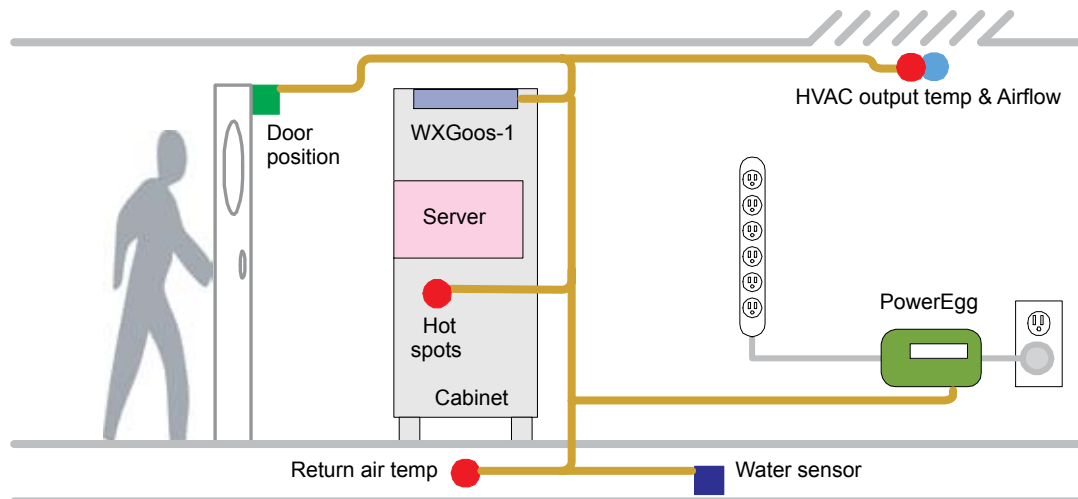 HVAC output temp & Airflow
Door
position
WXGoos-1
Server
PowerEgg
Hot
spots
Cabinet
Return air temp
Water sensor